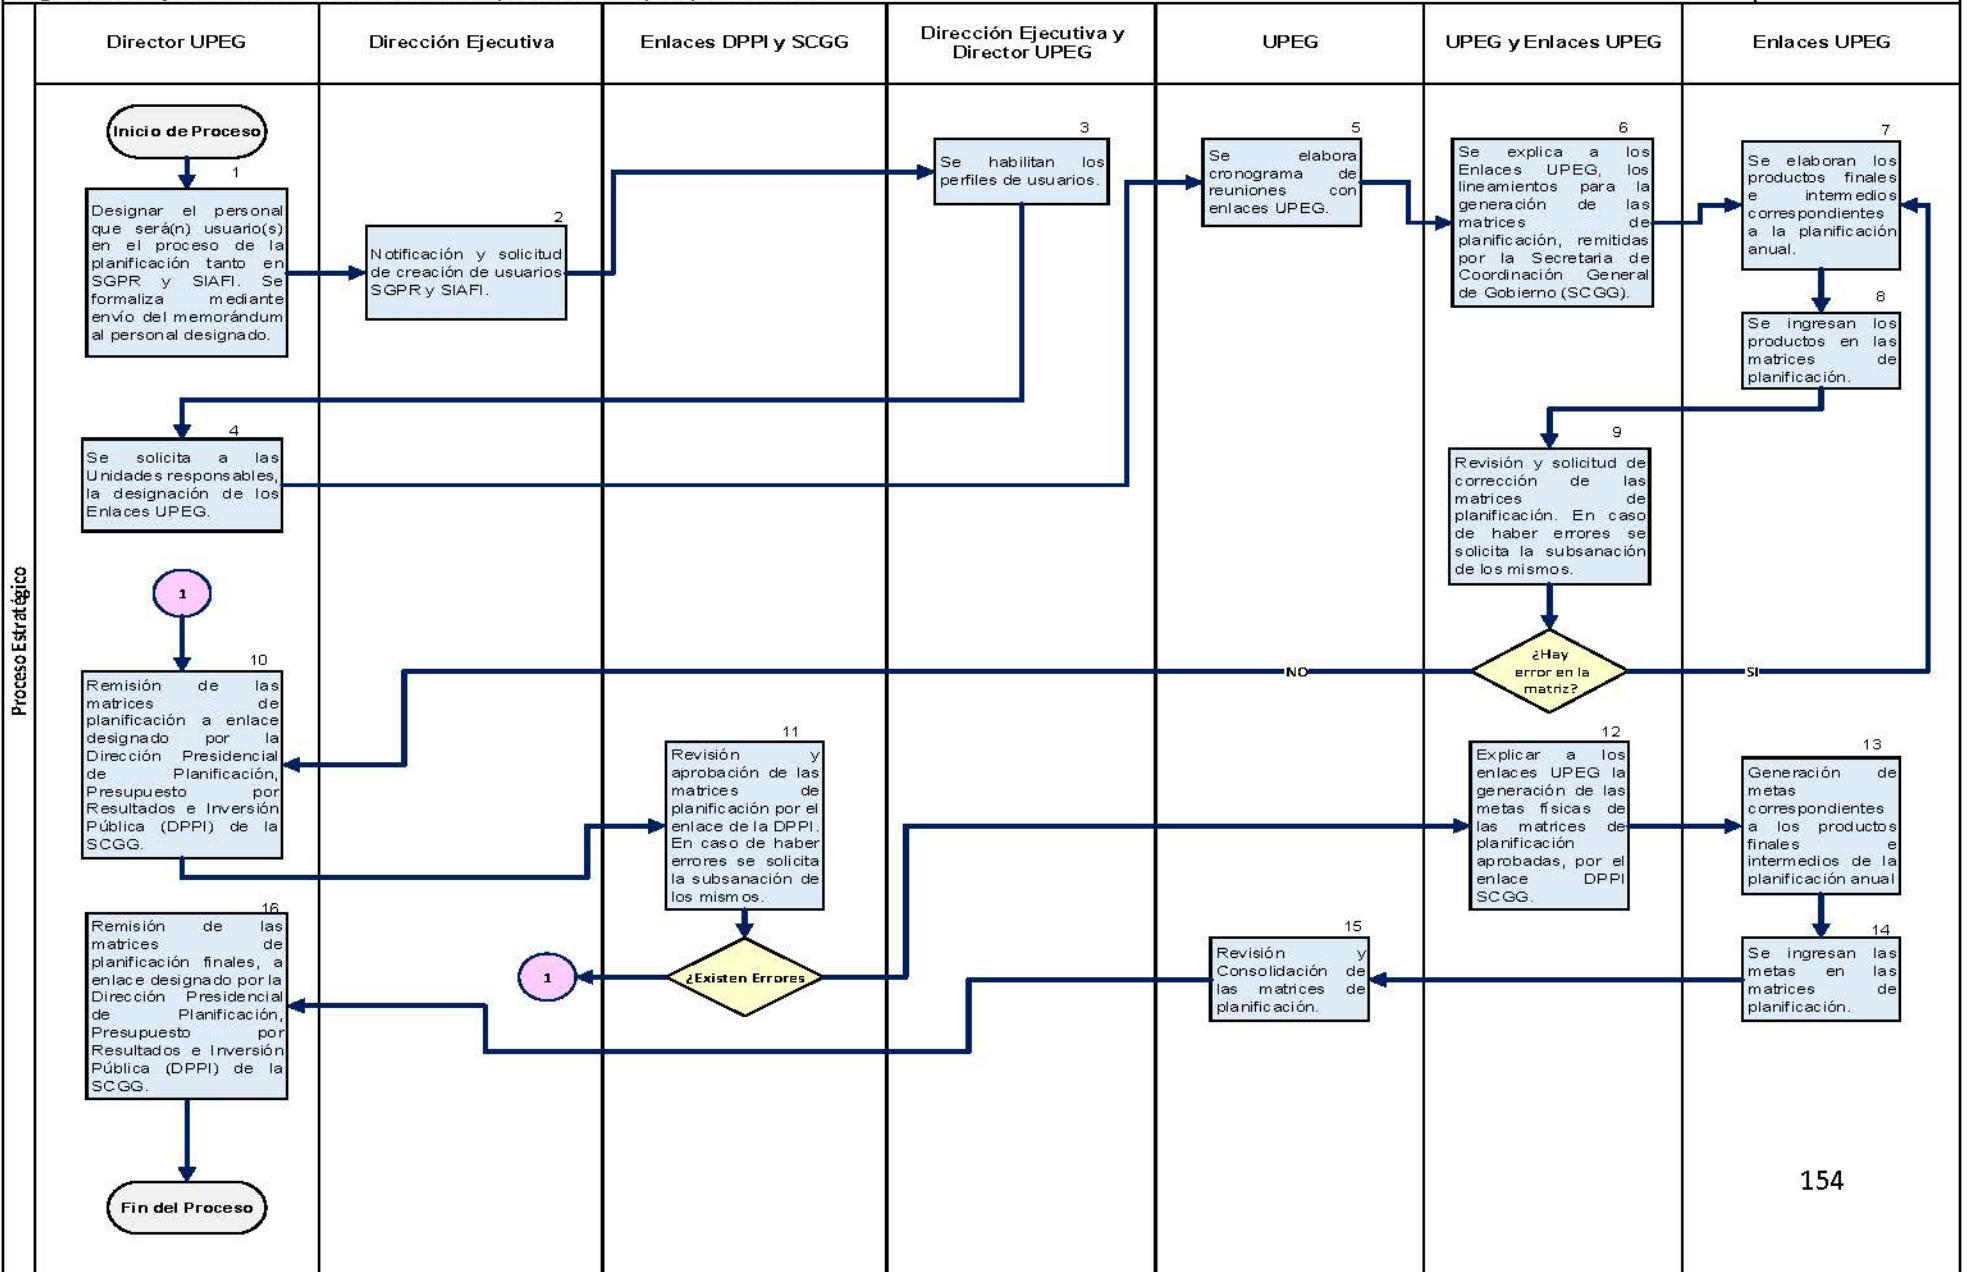 Director UPEG
Dirección Ejecutiva
Enlaces DPPI y SCGG
Dirección Ejecutiva y
Director UPEG
UPEG
UPEG y Enlaces UPEG
Enlaces UPEG
Proceso Estratégico
Inicio de Proceso
1
Designar el personal
que será(n) usuario(s)
en el proceso de la
planificación tanto en
SGPR y SIAFI. Se
formaliza mediante
envío del memorándum
al personal designado.
2
Notificación y solicitud
de creación de usuarios
SGPR y SIAFI.
3
Se habilitan los
perfiles de usuarios.
4
Se solicita a las
Unidades responsables,
la designación de los
Enlaces UPEG.
5
Se elabora
cronograma de
reuniones con
enlaces UPEG.
6
Se explica a los
Enlaces UPEG, los
lineamientos para la
generación de las
matrices de
planificación, remitidas
por la Secretaria de
Coordinación General
de Gobierno (SCGG).
7
Se elaboran los
productos finales
e intermedios
correspondientes
a la planificación
anual.
8
Se ingresan los
productos en las
matrices de
planificación.
9
Revisión y solicitud de
corrección de las
matrices de
planificación. En caso
de haber errores se
solicita la subsanación
de los mismos.
¿Hay
error en la
matriz?
NO
SI
1
10
Remisión de las
matrices de
planificación a enlace
designado por la
Dirección Presidencial
de Planificación,
Presupuesto por
Resultados e Inversión
Pública (DPPI) de la
SCGG.
11
Revisión y
aprobación de las
matrices de
planificación por el
enlace de la DPPI.
En caso de haber
errores se solicita
la subsanación de
los mismos.
¿Existen Errores
1
12
Explicar a los
enlaces UPEG la
generación de las
metas físicas de
las matrices de
planificación
aprobadas, por el
enlace DPPI
SCGG.
13
Generación de
metas
correspondientes
a los productos
finales e
intermedios de la
planificación anual
14
Se ingresan las
metas en las
matrices de
planificación.
15
Revisión y
Consolidación de
las matrices de
planificación.
16
Remisión de las
matrices de
planificación finales, a
enlace designado por la
Dirección Presidencial
de Planificación,
Presupuesto por
Resultados e Inversión
Pública (DPPI) de la
SCGG.
Fin del Proceso
154